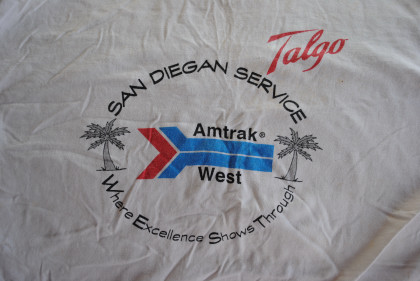 Talgo
SAN DIEGAN SERVICE
Amtrak®
West
Where Excellence Shows Through